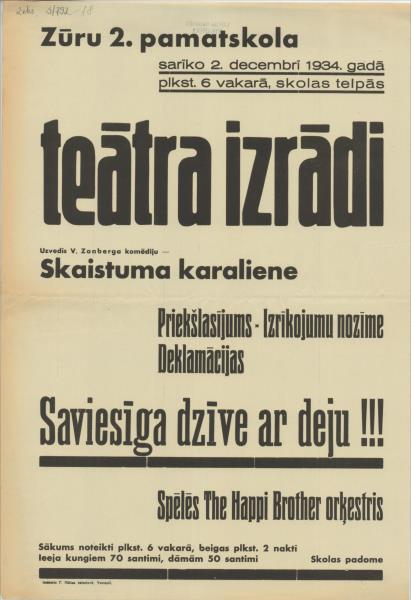 Zūru 2. pamatskola
sarīko 2. decembrī 1934. gadā
plkst. 6 vakarā, skolas telpās
teātra izrādi
Uzvedīs V. Zonberga komēdiju —
Skaistuma karaliene
Priekšlasījums - Izrīkojumu nozīme
Deklamācijas
Saviesīga dzīve ar deju !!!
Spēlēs The Happi Brother orķestris
Sākums noteikti plkst. 6 vakarā, beigas plkst. 2 naktī
Ieeja kungiem 70 santimi, dāmām 50 santimi
Skolas padome